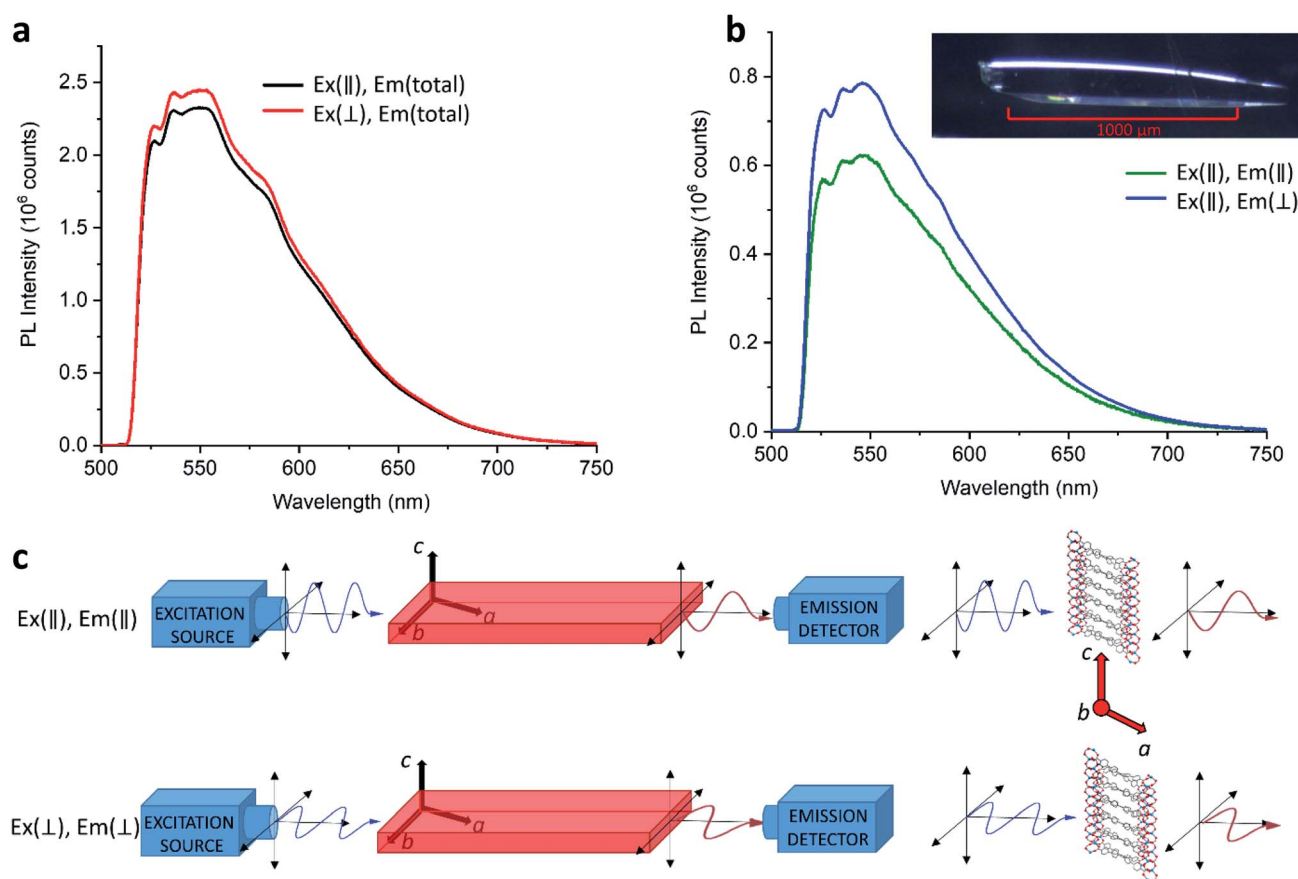 a
PL Intensity (10⁶ counts)
2.5
2.0
1.5
1.0
0.5
0.0
500 550 600 650 700 750
Wavelength (nm)
Ex(∥), Em(total)
Ex(⊥), Em(total)
b
PL Intensity (10⁶ counts)
0.8
0.6
0.4
0.2
0.0
500 550 600 650 700 750
Wavelength (nm)
1000 μm
Ex(∥), Em(∥)
Ex(∥), Em(⊥)
c
Ex(∥), Em(∥)
EXCITATION
SOURCE
c
b
a
EMISSION
DETECTOR
c
b
a
Ex(⊥), Em(⊥)
EXCITATION
SOURCE
c
b
a
EMISSION
DETECTOR